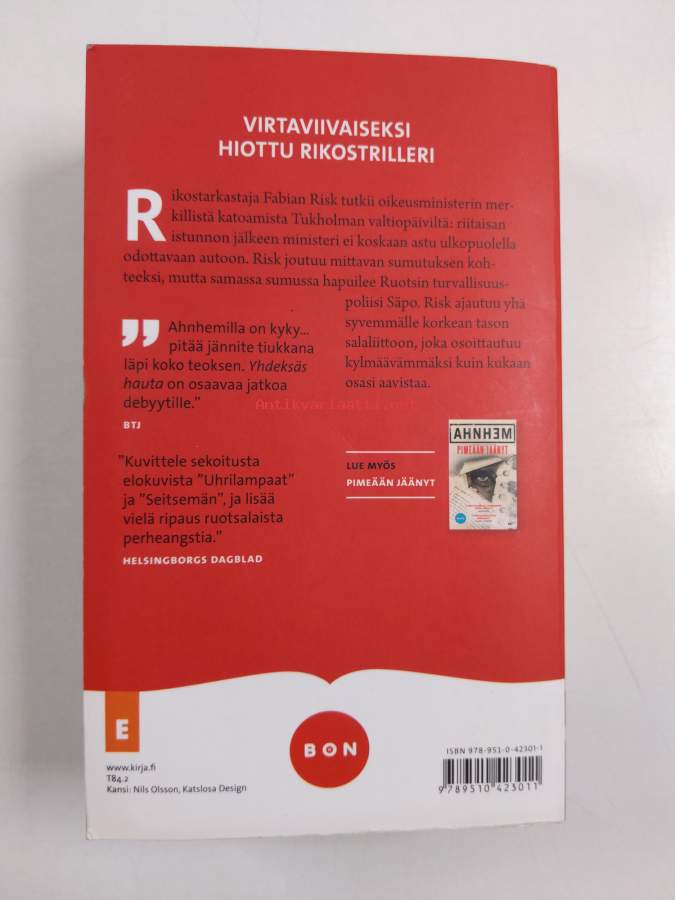 VIRTAVIIVAISEKSI
HIOTTU RIKOSTRILLERI
Rikostarkastaja Fabian Risk tutkii oikeusministerin mer-
killistä katoamista Tukholman valtiopäiviltä: riitaisan
istunnon jälkeen ministeri ei koskaan astu ulkopuolella
odottavaan autoon. Risk joutuu mittavan sumutuksen koh-
teeksi, mutta samassa sumussa hapuilee Ruotsin turvallisuus-
poliisi Säpo. Risk ajautuu yhä
syvemmälle korkean tason
salaliittoon, joka osoittautuu
kylmäävämmäksi kuin kukaan
osasi aavistaa.
” Ahnhemilla on kyky...
pitää jännite tiukkana
läpi koko teoksen. Yhdeksäs
hauta on osaavaa jatkoa
debyytille.”
BTJ
Antikvariaatti.net
”Kuvittele sekoitusta
elokuvista ”Uhrilampaat”
ja ”Seitsemän”, ja lisää
vielä ripaus ruotsalaista
perheangstia.”
HELSINGBORGS DAGBLAD
LUE MYÖS
PIMEÄÄN JÄÄNYT
AHNHEM
PIMEÄÄN JÄÄNYT
E
BON
www.kirja.fi
T84.2
Kansi: Nils Olsson, Katslosa Design
ISBN 978-951-0-42301-1
9 789510 423011